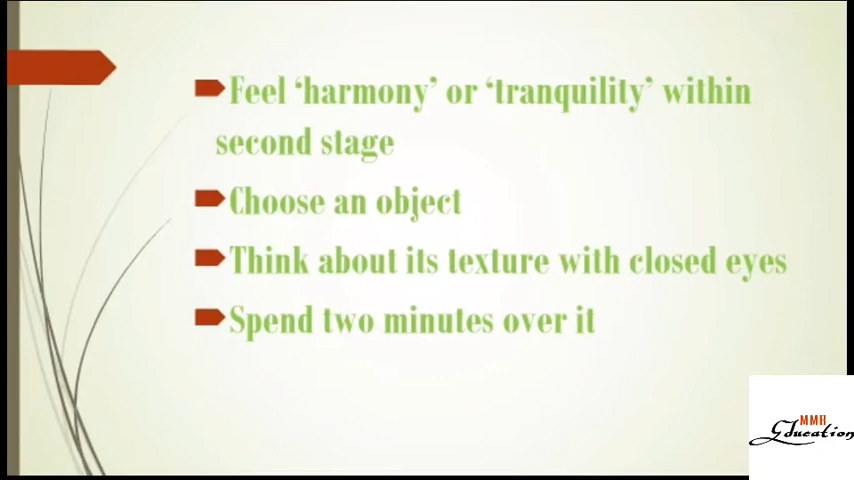 Feel ‘harmony’ or ‘tranquility’ within
second stage
Choose an object
Think about its texture with closed eyes
Spend two minutes over it
MMH
Education